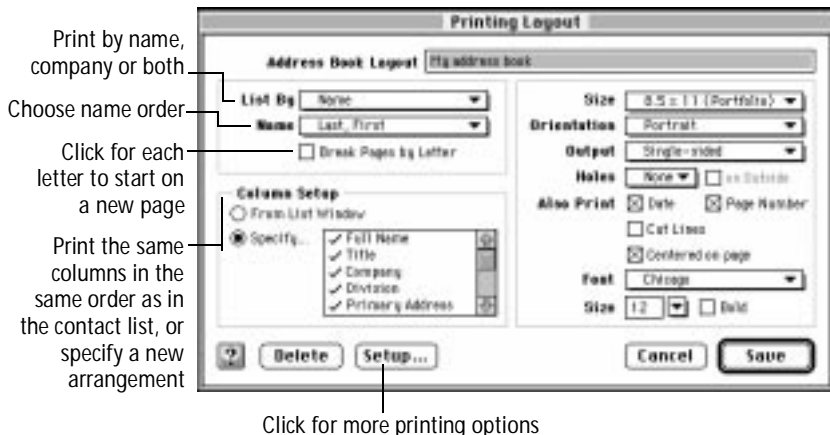 Printing Layout
Address Book Layout My address book
Print by name,
company or both
List By Name
Choose name order
Name Last, First
Click for each
letter to start on
a new page
Break Pages by Letter
Print the same
columns in the
same order as in
the contact list, or
specify a new
arrangement
Column Setup
From List Window
Specify...
Full Name
Title
Company
Division
Primary Address
Size 8.5 x 11 (Portfolio)
Orientation Portrait
Output Single-sided
Holes None on Outside
Also Print Date Page Number
Cut Lines
Centered on page
Font Chicago
Size 12 Bold
? Delete Setup... Cancel Save
Click for more printing options